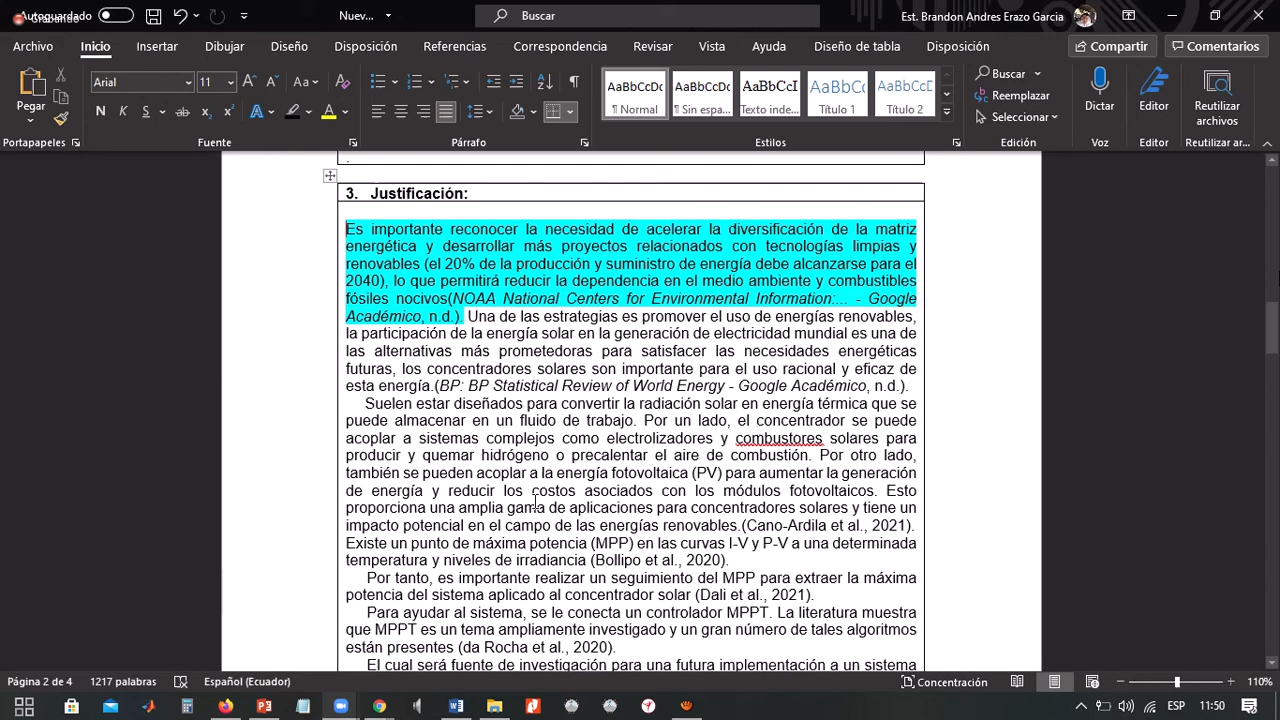 Autoguardado
Nuev...
Buscar
Est. Brandon Andres Erazo Garcia
Archivo
Inicio
Insertar
Dibujar
Diseño
Disposición
Referencias
Correspondencia
Revisar
Vista
Ayuda
Diseño de tabla
Disposición
Compartir
Comentarios
Pegar
Arial
11
N K S ab x₂ x²
Aa
AaBbCcDc
¶ Normal
AaBbCcDc
¶ Sin espa...
AaBbCcI
Texto inde...
AaBbCc
Título 1
AaBbCcD
Título 2
Buscar
Reemplazar
Seleccionar
Dictar
Editor
Reutilizar
archivos
Portapapeles
Fuente
Párrafo
Estilos
Edición
Voz
Editor
Reutilizar ar...
3. Justificación:
Es importante reconocer la necesidad de acelerar la diversificación de la matriz
energética y desarrollar más proyectos relacionados con tecnologías limpias y
renovables (el 20% de la producción y suministro de energía debe alcanzarse para el
2040), lo que permitirá reducir la dependencia en el medio ambiente y combustibles
fósiles nocivos(NOAA National Centers for Environmental Information:... - Google
Académico, n.d.). Una de las estrategias es promover el uso de energías renovables,
la participación de la energía solar en la generación de electricidad mundial es una de
las alternativas más prometedoras para satisfacer las necesidades energéticas
futuras, los concentradores solares son importante para el uso racional y eficaz de
esta energía.(BP: BP Statistical Review of World Energy - Google Académico, n.d.).
Suelen estar diseñados para convertir la radiación solar en energía térmica que se
puede almacenar en un fluido de trabajo. Por un lado, el concentrador se puede
acoplar a sistemas complejos como electrolizadores y combustores solares para
producir y quemar hidrógeno o precalentar el aire de combustión. Por otro lado,
también se pueden acoplar a la energía fotovoltaica (PV) para aumentar la generación
de energía y reducir los costos asociados con los módulos fotovoltaicos. Esto
proporciona una amplia gama de aplicaciones para concentradores solares y tiene un
impacto potencial en el campo de las energías renovables.(Cano-Ardila et al., 2021).
Existe un punto de máxima potencia (MPP) en las curvas I-V y P-V a una determinada
temperatura y niveles de irradiancia (Bollipo et al., 2020).
Por tanto, es importante realizar un seguimiento del MPP para extraer la máxima
potencia del sistema aplicado al concentrador solar (Dali et al., 2021).
Para ayudar al sistema, se le conecta un controlador MPPT. La literatura muestra
que MPPT es un tema ampliamente investigado y un gran número de tales algoritmos
están presentes (da Rocha et al., 2020).
El cual será fuente de investigación para una futura implementación a un sistema
Página 2 de 4
1217 palabras
Español (Ecuador)
Concentración
110%
ESP
11:50